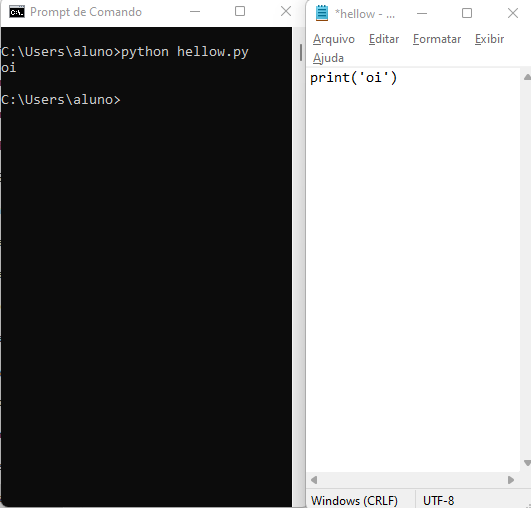 Prompt de Comando
C:\Users\aluno>python hellow.py
oi
C:\Users\aluno>
*hellow - ...
Arquivo Editar Formatar Exibir
Ajuda
print('oi')
Windows (CRLF) UTF-8